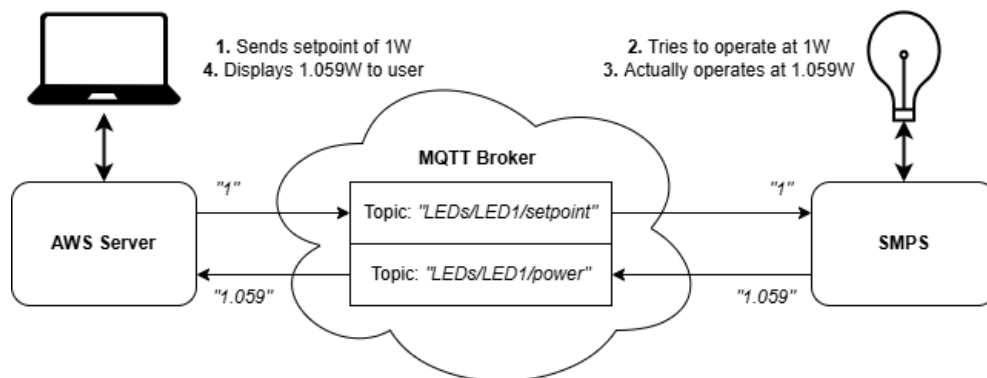 1. Sends setpoint of 1W
4. Displays 1.059W to user
2. Tries to operate at 1W
3. Actually operates at 1.059W
MQTT Broker
"1"
"1"
AWS Server
Topic: "LEDs/LED1/setpoint"
SMPS
Topic: "LEDs/LED1/power"
"1.059"
"1.059"